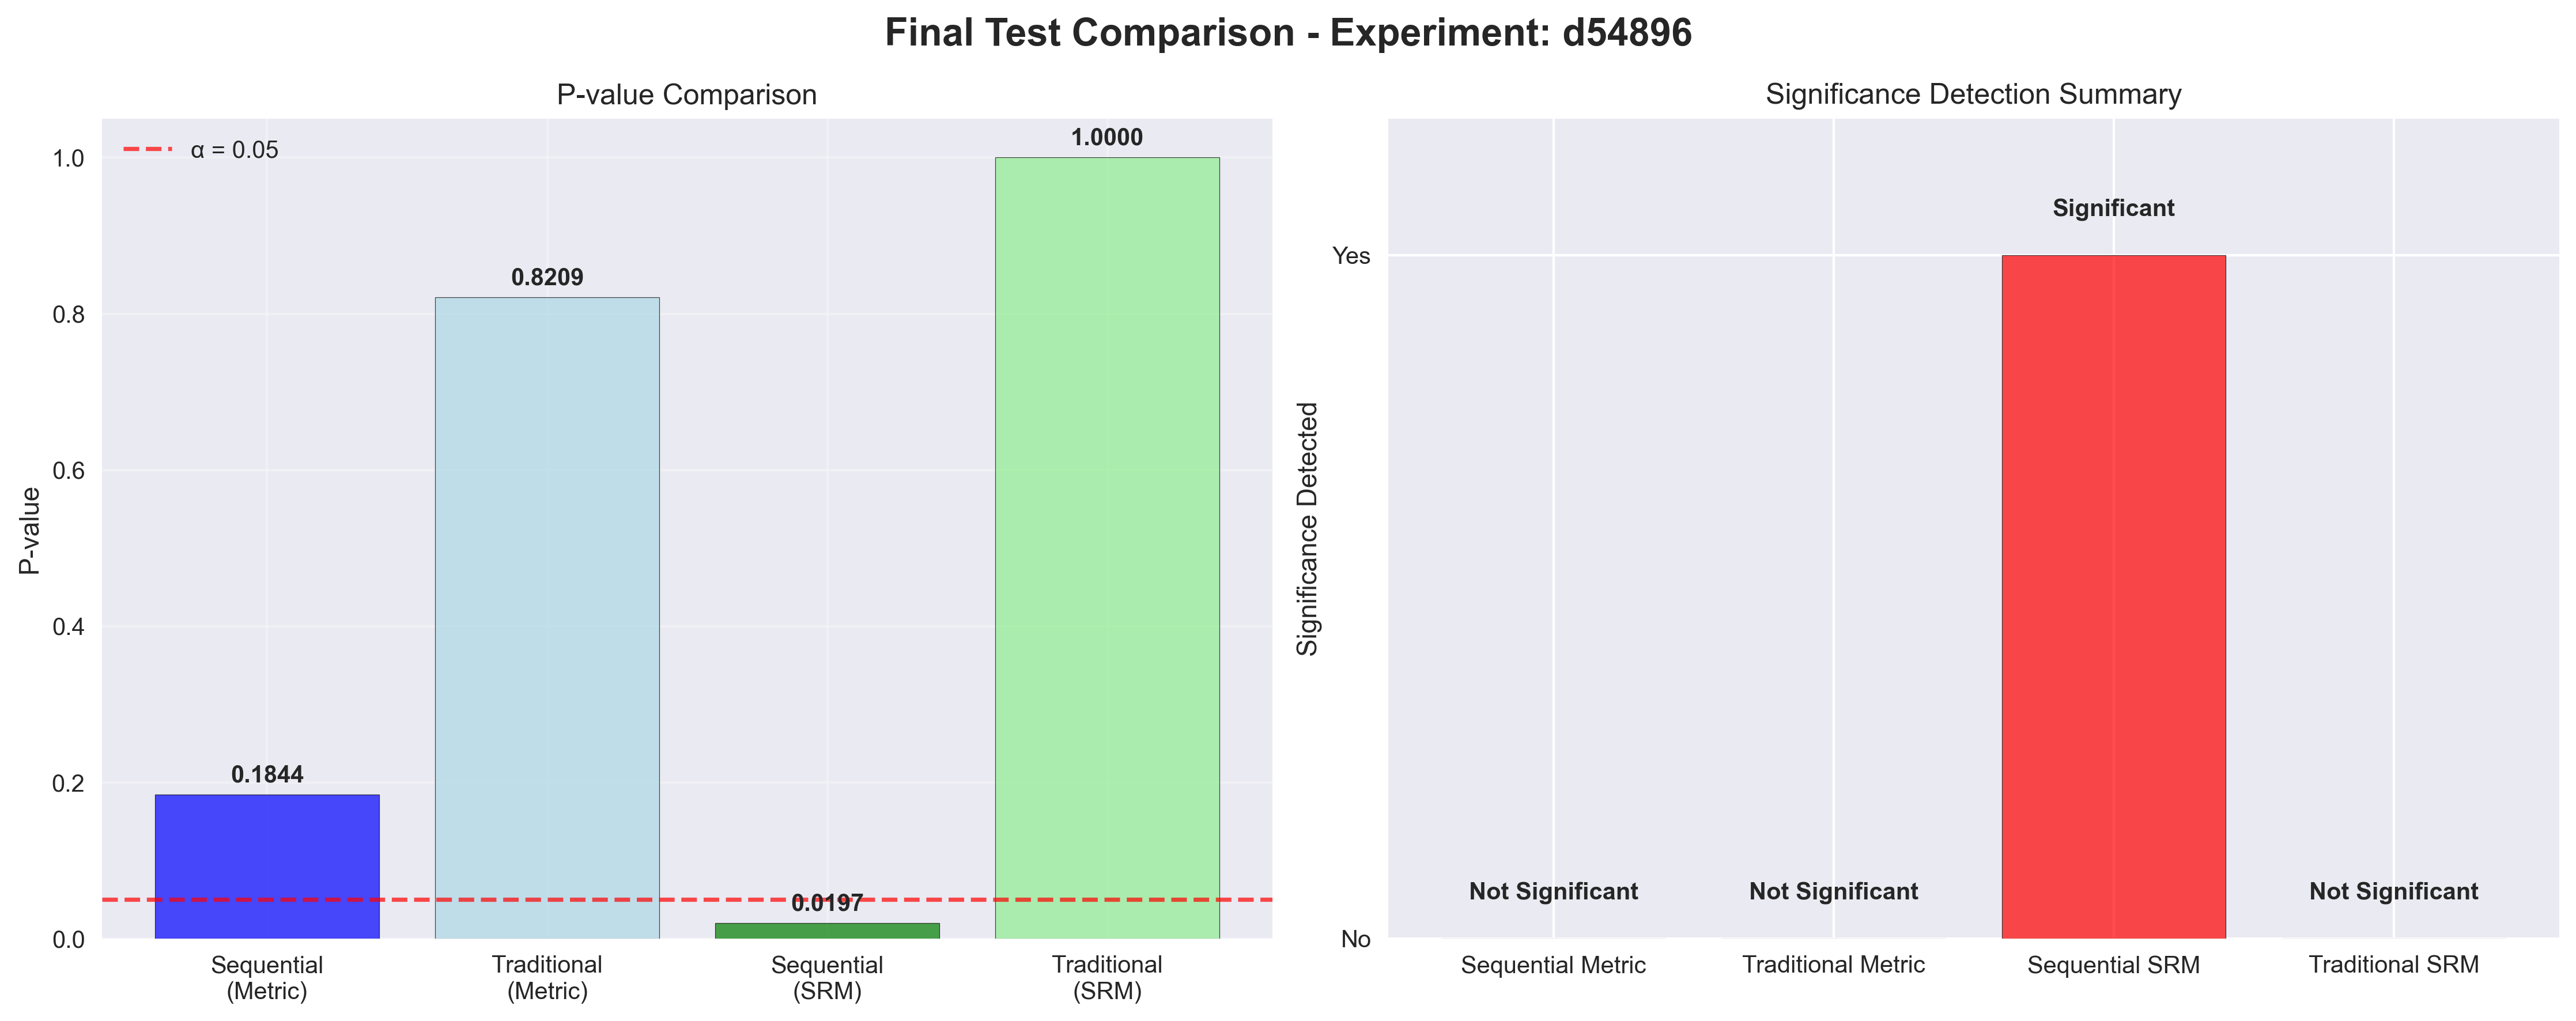 Final Test Comparison - Experiment: d54896
P-value Comparison
α = 0.05
P-value
1.0
0.8
0.6
0.4
0.2
0.0
0.1844
0.8209
0.0197
1.0000
Sequential
(Metric)
Traditional
(Metric)
Sequential
(SRM)
Traditional
(SRM)
Significance Detection Summary
Significance Detected
Yes
No
Not Significant
Not Significant
Significant
Not Significant
Sequential Metric
Traditional Metric
Sequential SRM
Traditional SRM